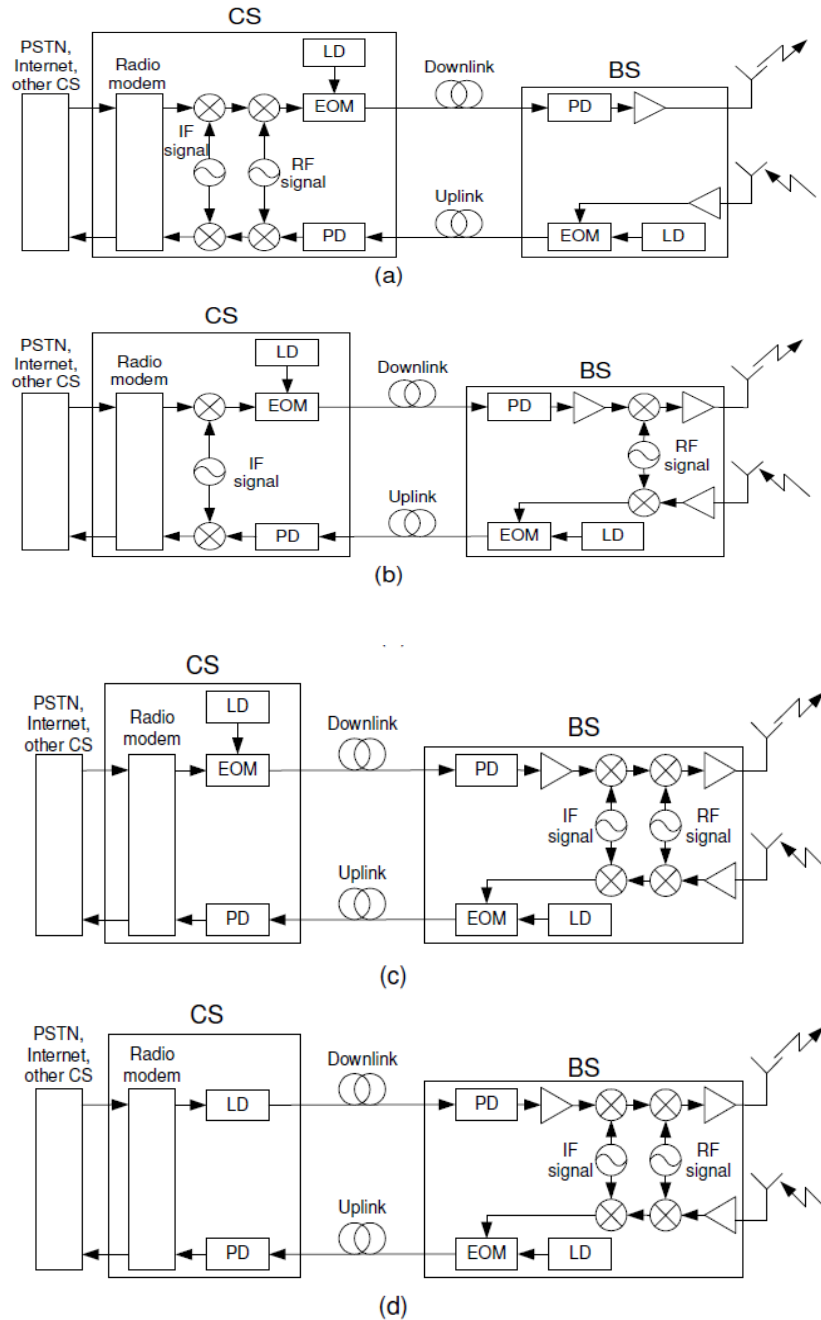 CS
PSTN,
Internet,
other CS
Radio
modem
LD
EOM
Downlink
BS
PD
IF
signal
RF
signal
Uplink
PD
EOM
LD
(a)
CS
PSTN,
Internet,
other CS
Radio
modem
LD
EOM
Downlink
BS
PD
IF
signal
RF
signal
Uplink
PD
EOM
LD
(b)
CS
PSTN,
Internet,
other CS
Radio
modem
LD
EOM
Downlink
BS
PD
IF
signal
RF
signal
Uplink
PD
EOM
LD
(c)
CS
PSTN,
Internet,
other CS
Radio
modem
LD
Downlink
BS
PD
IF
signal
RF
signal
Uplink
PD
EOM
LD
(d)